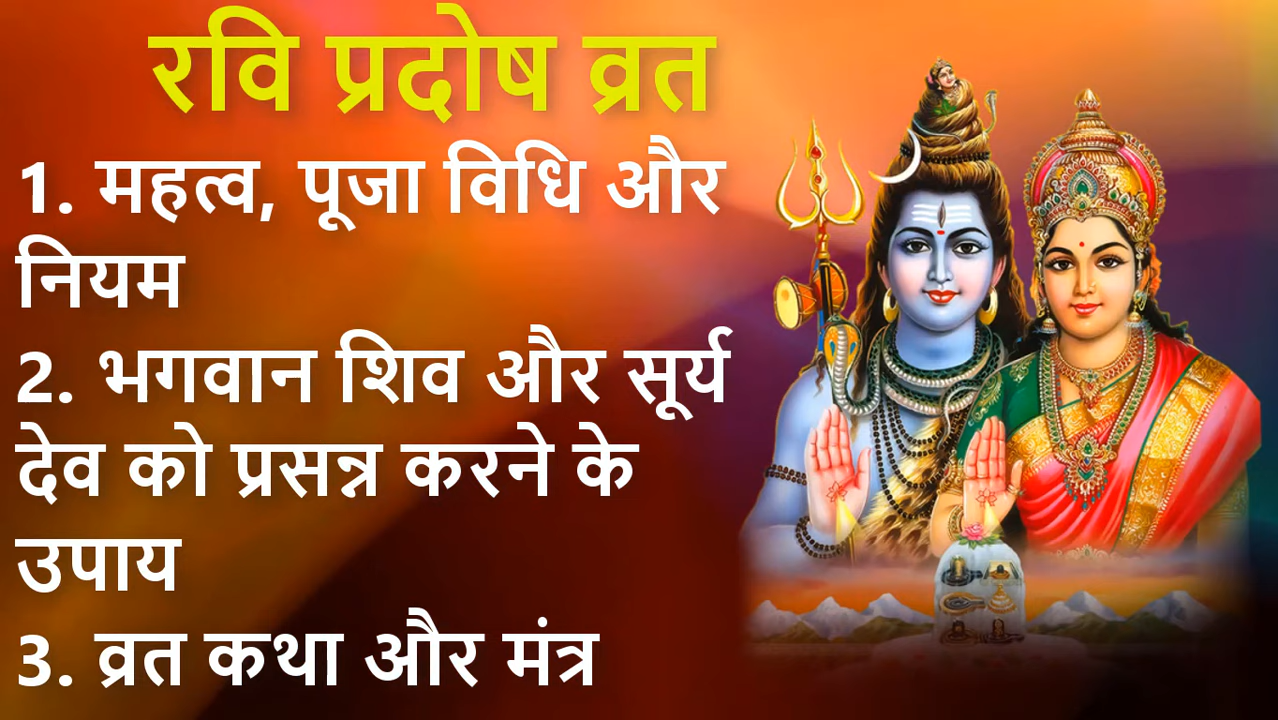 रवि प्रदोष व्रत
1. महत्व, पूजा विधि और
नियम
2. भगवान शिव और सूर्य
देव को प्रसन्न करने के
उपाय
3. व्रत कथा और मंत्र